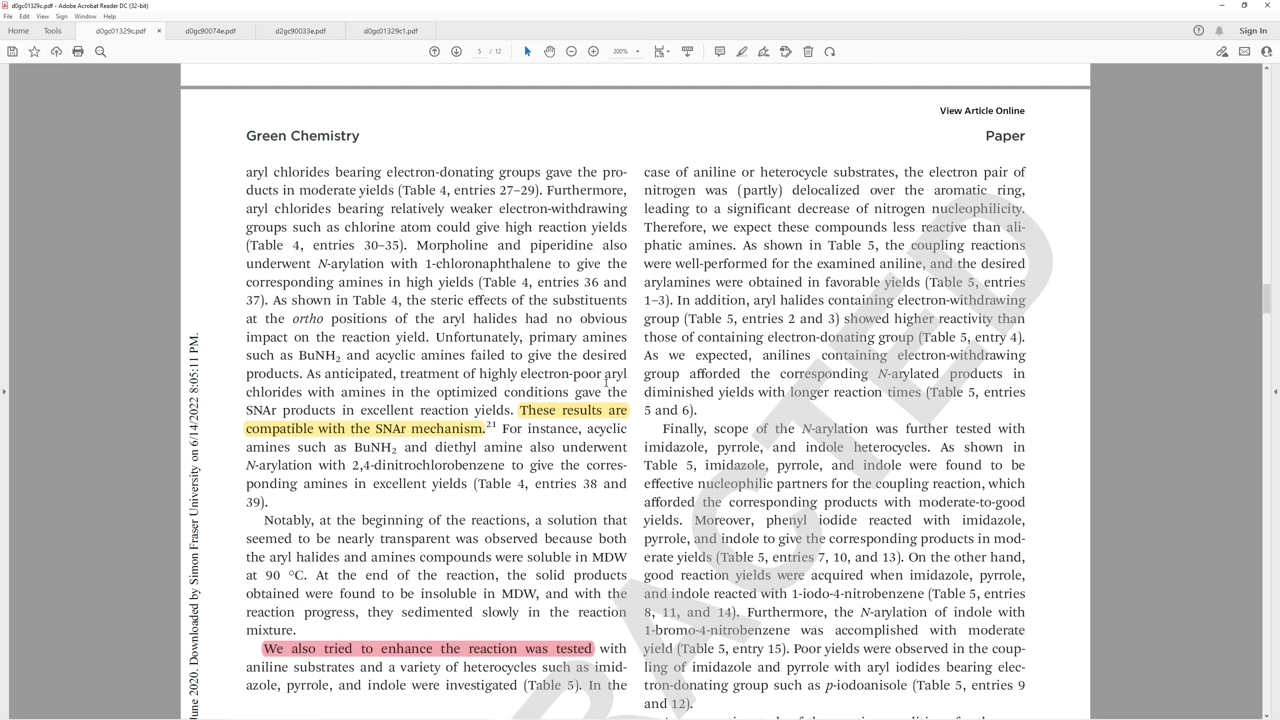 d0gc01329c.pdf - Adobe Acrobat Reader DC (32-bit)
File Edit View Sign Window Help
Home Tools d0gc01329c.pdf × d0gc90074e.pdf d2gc90033e.pdf d0gc01329c1.pdf Sign In
5 / 12 200%
View Article Online
Green Chemistry
Paper
aryl chlorides bearing electron-donating groups gave the pro-
ducts in moderate yields (Table 4, entries 27–29). Furthermore,
aryl chlorides bearing relatively weaker electron-withdrawing
groups such as chlorine atom could give high reaction yields
(Table 4, entries 30–35). Morpholine and piperidine also
underwent N-arylation with 1-chloronaphthalene to give the
corresponding amines in high yields (Table 4, entries 36 and
37). As shown in Table 4, the steric effects of the substituents
at the ortho positions of the aryl halides had no obvious
impact on the reaction yield. Unfortunately, primary amines
such as BuNH₂ and acyclic amines failed to give the desired
products. As anticipated, treatment of highly electron-poor aryl
chlorides with amines in the optimized conditions gave the
SNAr products in excellent reaction yields. These results are
compatible with the SNAr mechanism.²¹ For instance, acyclic
amines such as BuNH₂ and diethyl amine also underwent
N-arylation with 2,4-dinitrochlorobenzene to give the corres-
ponding amines in excellent yields (Table 4, entries 38 and
39).
Notably, at the beginning of the reactions, a solution that
seemed to be nearly transparent was observed because both
the aryl halides and amines compounds were soluble in MDW
at 90 °C. At the end of the reaction, the solid products
obtained were found to be insoluble in MDW, and with the
reaction progress, they sedimented slowly in the reaction
mixture.
We also tried to enhance the reaction was tested with
aniline substrates and a variety of heterocycles such as imid-
azole, pyrrole, and indole were investigated (Table 5). In the
case of aniline or heterocycle substrates, the electron pair of
nitrogen was (partly) delocalized over the aromatic ring,
leading to a significant decrease of nitrogen nucleophilicity.
Therefore, we expect these compounds less reactive than ali-
phatic amines. As shown in Table 5, the coupling reactions
were well-performed for the examined aniline, and the desired
arylamines were obtained in favorable yields (Table 5, entries
1–3). In addition, aryl halides containing electron-withdrawing
group (Table 5, entries 2 and 3) showed higher reactivity than
those of containing electron-donating group (Table 5, entry 4).
As we expected, anilines containing electron-withdrawing
group afforded the corresponding N-arylated products in
diminished yields with longer reaction times (Table 5, entries
5 and 6).
Finally, scope of the N-arylation was further tested with
imidazole, pyrrole, and indole heterocycles. As shown in
Table 5, imidazole, pyrrole, and indole were found to be
effective nucleophilic partners for the coupling reaction, which
afforded the corresponding products with moderate-to-good
yields. Moreover, phenyl iodide reacted with imidazole,
pyrrole, and indole to give the corresponding products in mod-
erate yields (Table 5, entries 7, 10, and 13). On the other hand,
good reaction yields were acquired when imidazole, pyrrole,
and indole reacted with 1-iodo-4-nitrobenzene (Table 5, entries
8, 11, and 14). Furthermore, the N-arylation of indole with
1-bromo-4-nitrobenzene was accomplished with moderate
yield (Table 5, entry 15). Poor yields were observed in the coup-
ling of imidazole and pyrrole with aryl iodides bearing elec-
tron-donating group such as p-iodoanisole (Table 5, entries 9
and 12).
June 2020. Downloaded by Simon Fraser University on 6/14/2022 8:05:11 PM.
RACTED